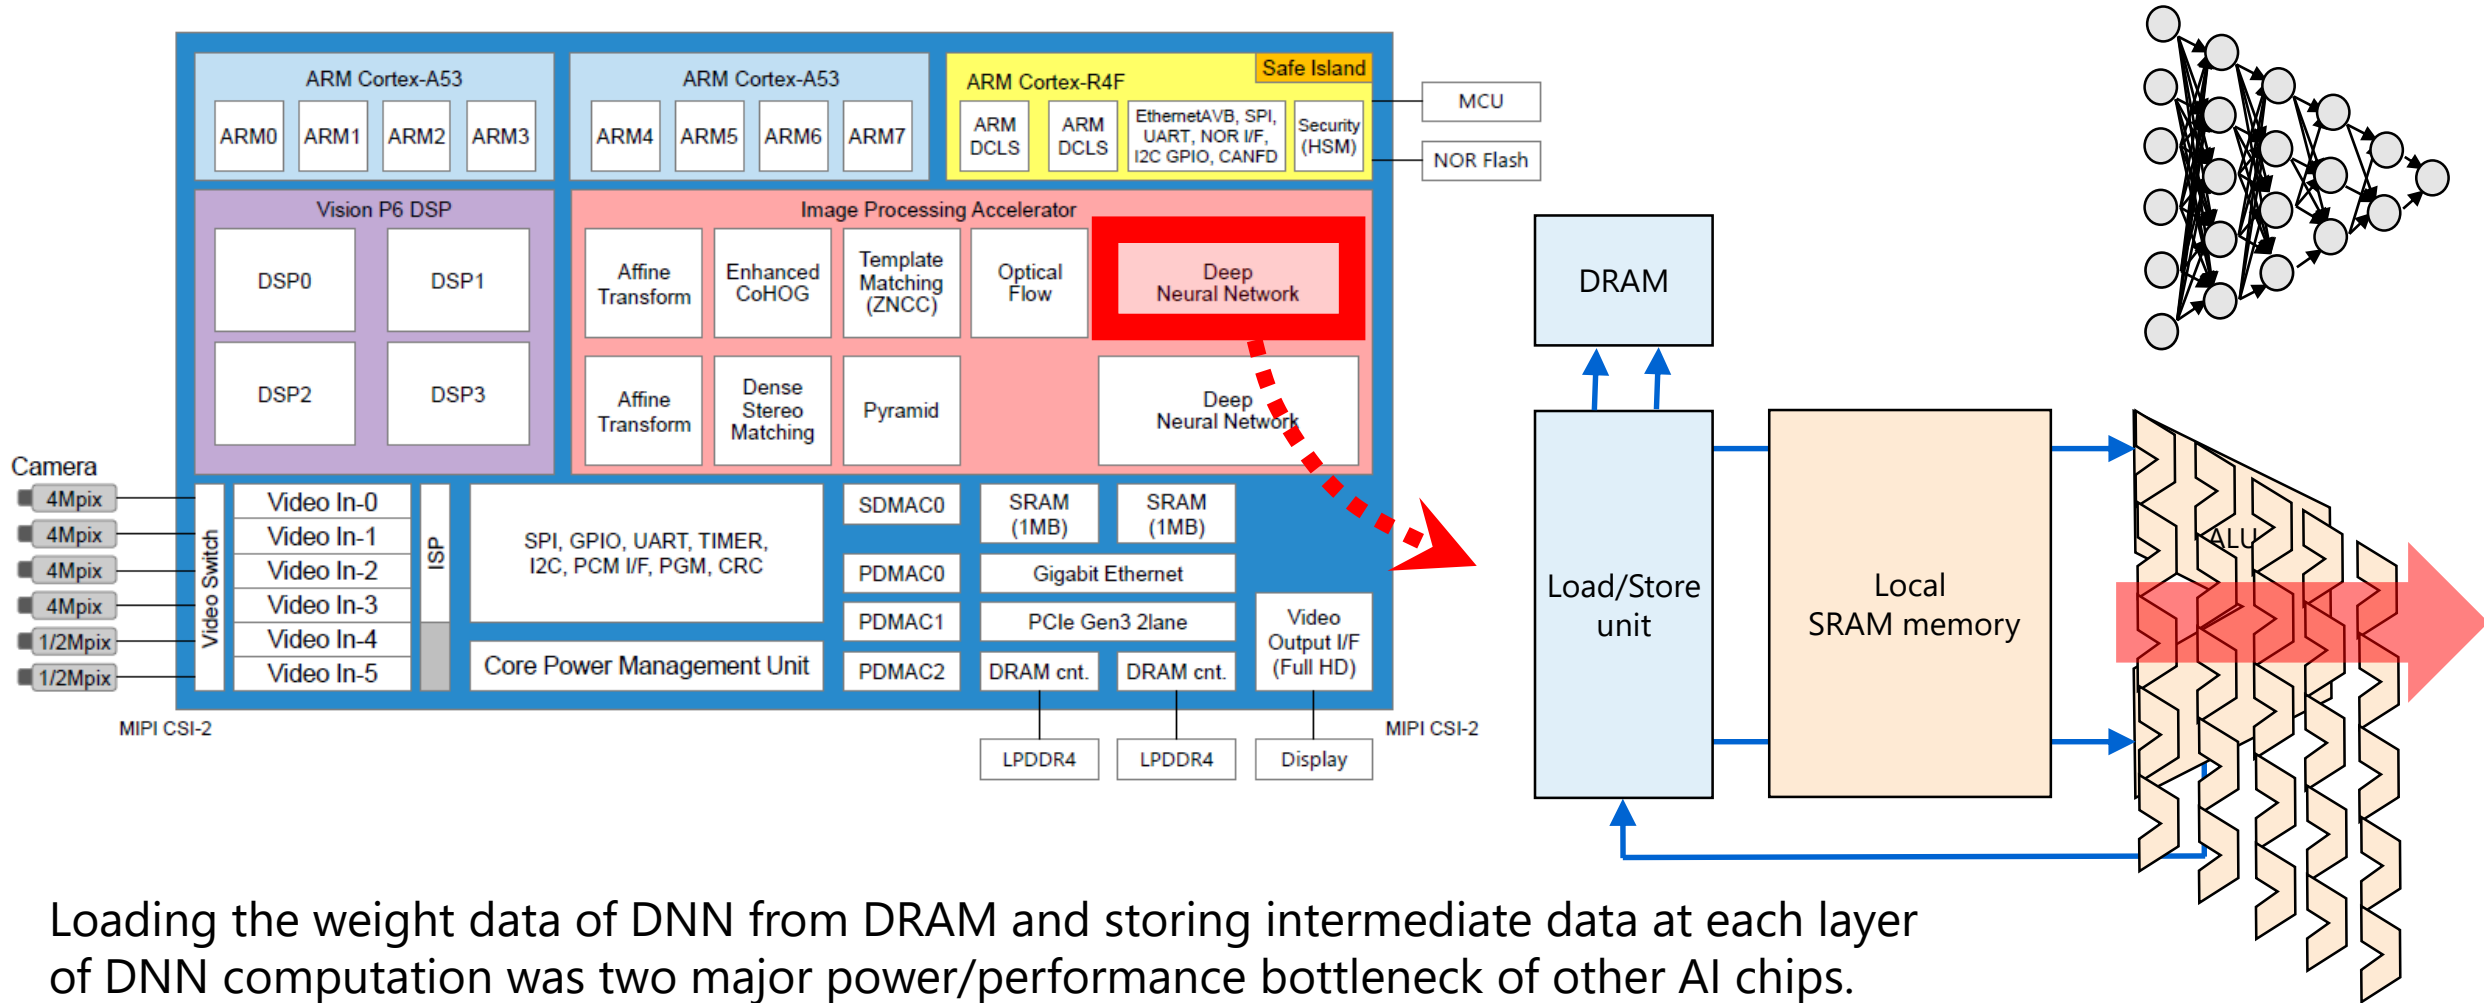 ARM Cortex-A53
ARM0
ARM1
ARM2
ARM3
ARM Cortex-A53
ARM4
ARM5
ARM6
ARM7
Safe Island
ARM Cortex-R4F
ARM
DCLS
ARM
DCLS
EthernetAVB, SPI,
UART, NOR I/F,
I2C GPIO, CANFD
Security
(HSM)
MCU
NOR Flash
Vision P6 DSP
DSP0
DSP1
DSP2
DSP3
Image Processing Accelerator
Affine
Transform
Enhanced
CoHOG
Template
Matching
(ZNCC)
Optical
Flow
Deep
Neural Network
Affine
Transform
Dense
Stereo
Matching
Pyramid
Deep
Neural Network
Camera
4Mpix
4Mpix
4Mpix
4Mpix
1/2Mpix
1/2Mpix
MIPI CSI-2
Video Switch
Video In-0
Video In-1
Video In-2
Video In-3
Video In-4
Video In-5
ISP
SPI, GPIO, UART, TIMER,
I2C, PCM I/F, PGM, CRC
Core Power Management Unit
SDMAC0
PDMAC0
PDMAC1
PDMAC2
SRAM
(1MB)
SRAM
(1MB)
Gigabit Ethernet
PCIe Gen3 2lane
DRAM cnt.
DRAM cnt.
Video
Output I/F
(Full HD)
LPDDR4
LPDDR4
Display
MIPI CSI-2
DRAM
Load/Store
unit
Local
SRAM memory
ALU
Loading the weight data of DNN from DRAM and storing intermediate data at each layer
of DNN computation was two major power/performance bottleneck of other AI chips.